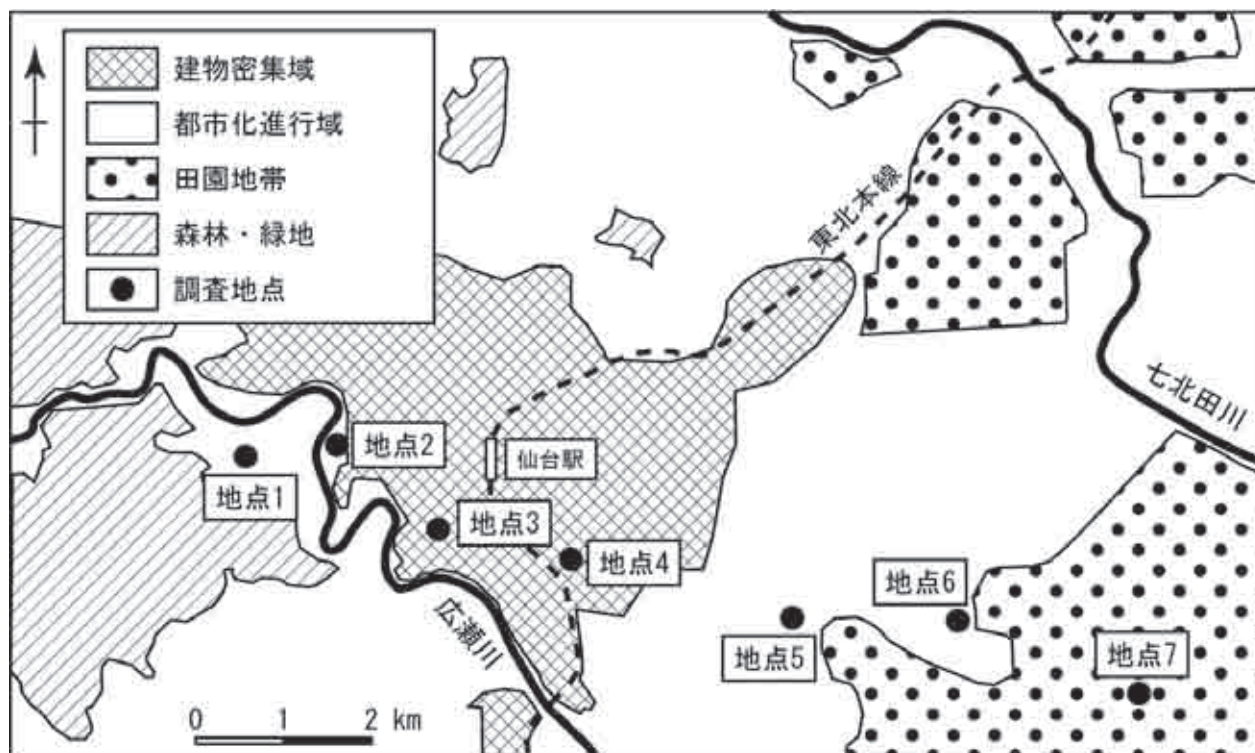 建物密集域
都市化進行域
田園地帯
森林・緑地
調査地点
東北本線
七北田川
仙台駅
地点1
地点2
地点3
地点4
地点5
地点6
地点7
広瀬川
0 1 2 km